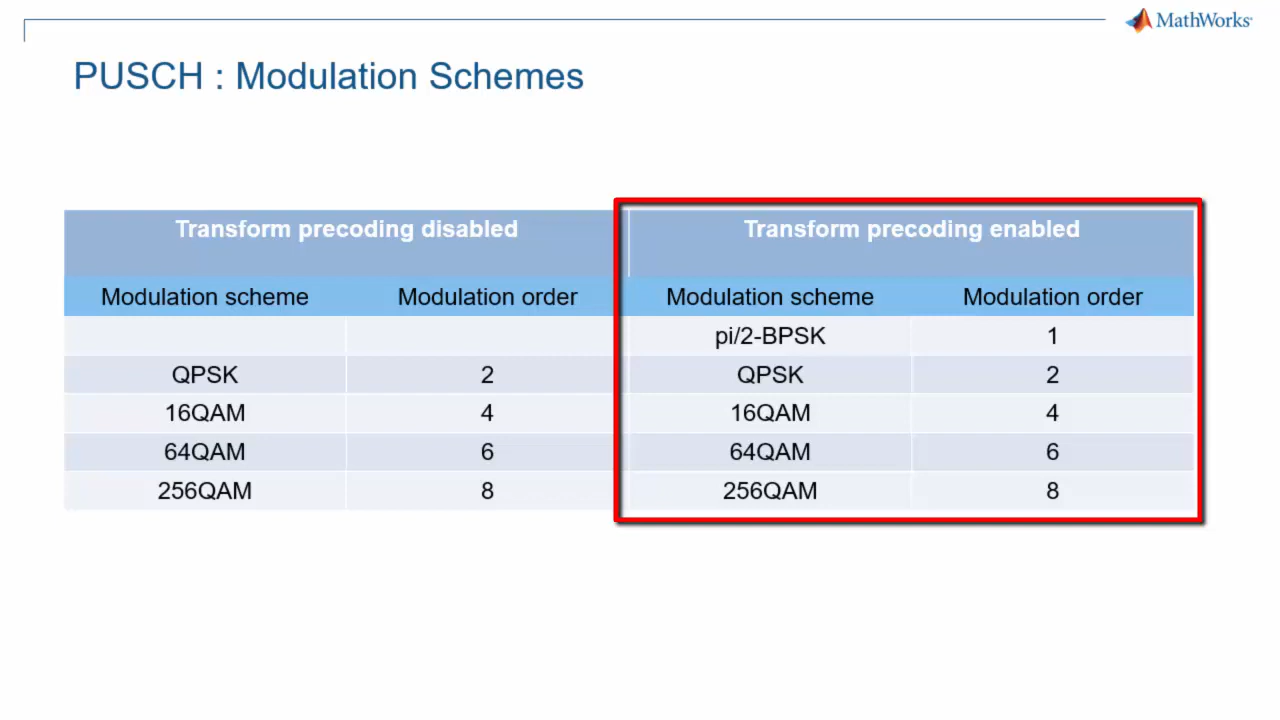 MathWorks
PUSCH : Modulation Schemes
Transform precoding disabled Transform precoding enabled
Modulation scheme Modulation order Modulation scheme Modulation order
pi/2-BPSK 1
QPSK 2 QPSK 2
16QAM 4 16QAM 4
64QAM 6 64QAM 6
256QAM 8 256QAM 8